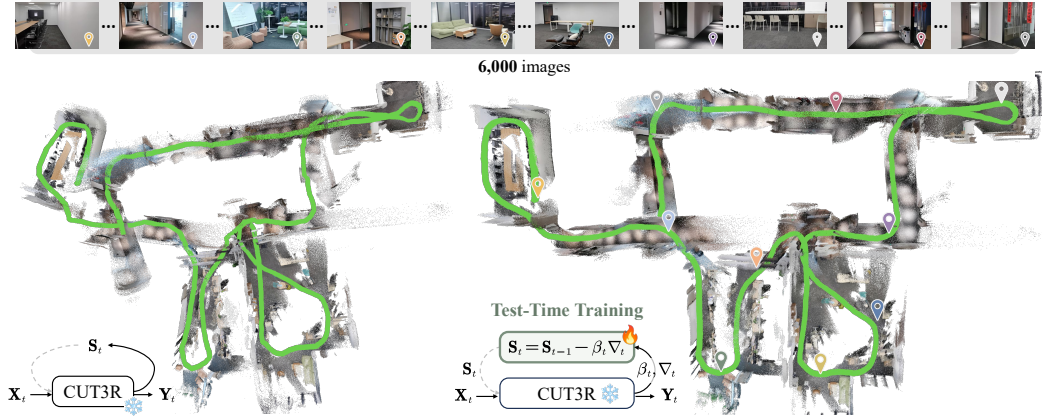 6,000 images
Test-Time Training
S_t = S_{t−1} − β_t ∇_t
S_t
S_t
β_t, ∇_t
X_t
CUT3R
Y_t
X_t
CUT3R
Y_t